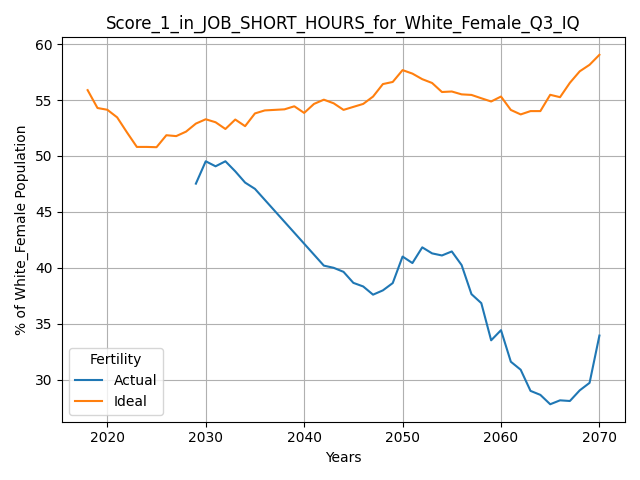 Score_1_in_JOB_SHORT_HOURS_for_White_Female_Q3_IQ
% of White_Female Population
60
55
50
45
40
35
30
Fertility
Actual
Ideal
2020
2030
2040
2050
2060
2070
Years